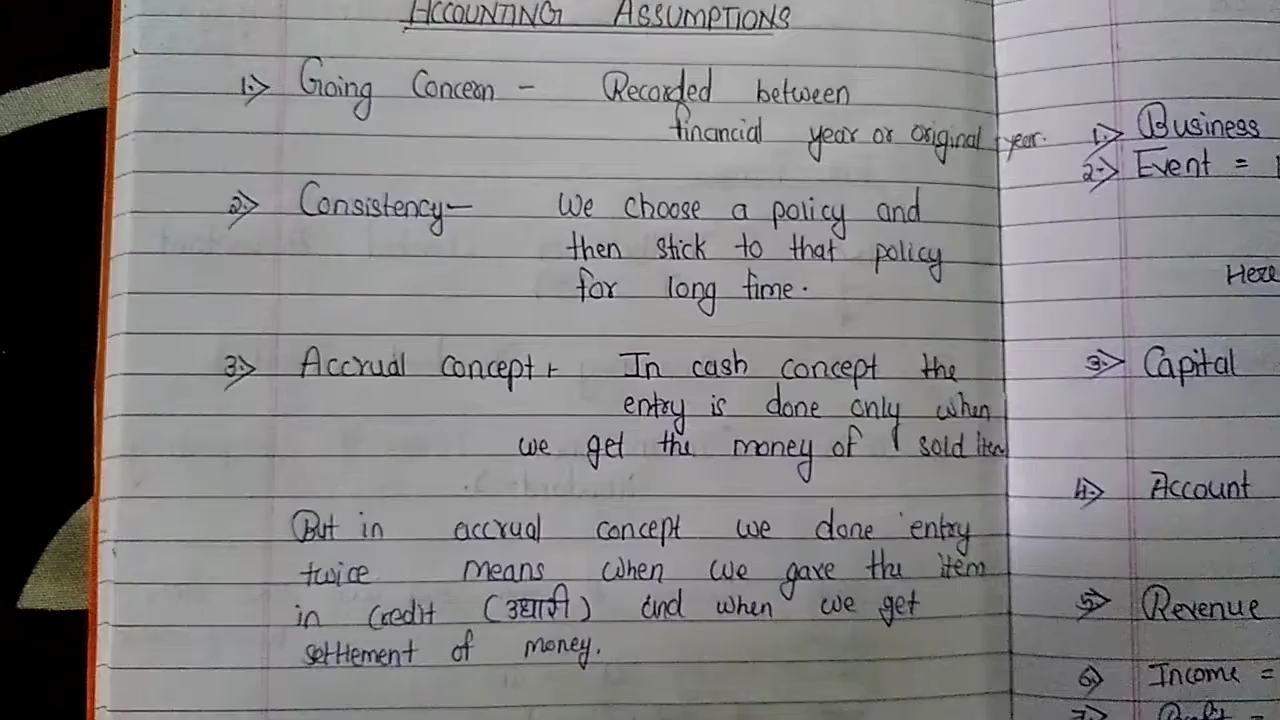 ACCOUNTING ASSUMPTIONS
1.> Going Concern - Recorded between
financial year or original year.
2.> Consistency - We choose a policy and
then stick to that policy
for long time.
3.> Accrual concept - In cash concept the
entry is done only when
we get the money of sold item
But in accrual concept we done entry
twice means when we gave the item
in credit (उधारी) and when we get
settlement of money.
1.> Business
2.> Event =
Here
3.> Capital
4.> Account
5.> Revenue
6.> Income =
7.>